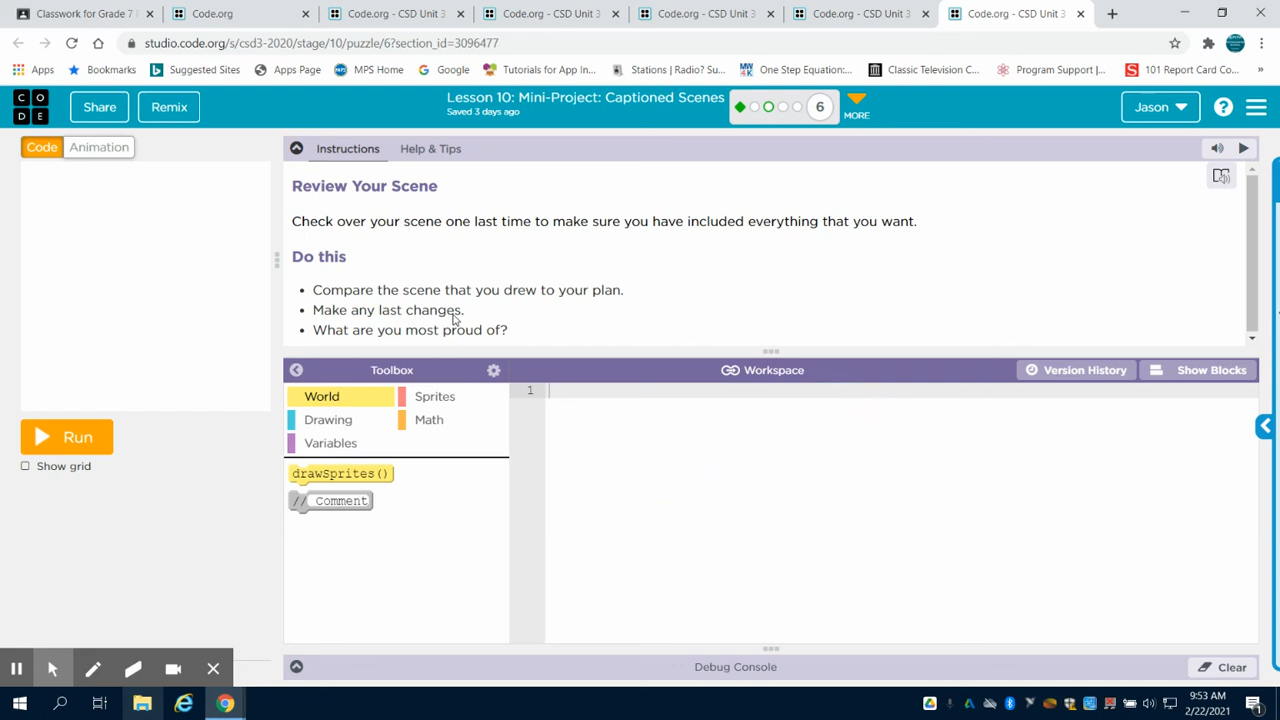 Classwork for Grade 7
Code.org
Code.org - CSD Unit 3
Code.org - CSD Unit 3
Code.org - CSD Unit 3
Code.org - CSD Unit 3
Code.org - CSD Unit 3
studio.code.org/s/csd3-2020/stage/10/puzzle/6?section_id=3096477
Apps
Bookmarks
Suggested Sites
Apps Page
MPS Home
Google
Tutorials for App In...
Stations | Radio? Su...
One Step Equation:...
Classic Television C...
Program Support |...
101 Report Card Co...
»
C O
D E
Share
Remix
Lesson 10: Mini-Project: Captioned Scenes
Saved 3 days ago
6
MORE
Jason
?
Code
Animation
Instructions
Help & Tips
Review Your Scene
Check over your scene one last time to make sure you have included everything that you want.
Do this
• Compare the scene that you drew to your plan.
• Make any last changes.
• What are you most proud of?
Toolbox
Workspace
Version History
Show Blocks
World
Sprites
Drawing
Math
Variables
drawSprites()
// Comment
1
Run
Show grid
Debug Console
Clear
9:53 AM
2/22/2021
1